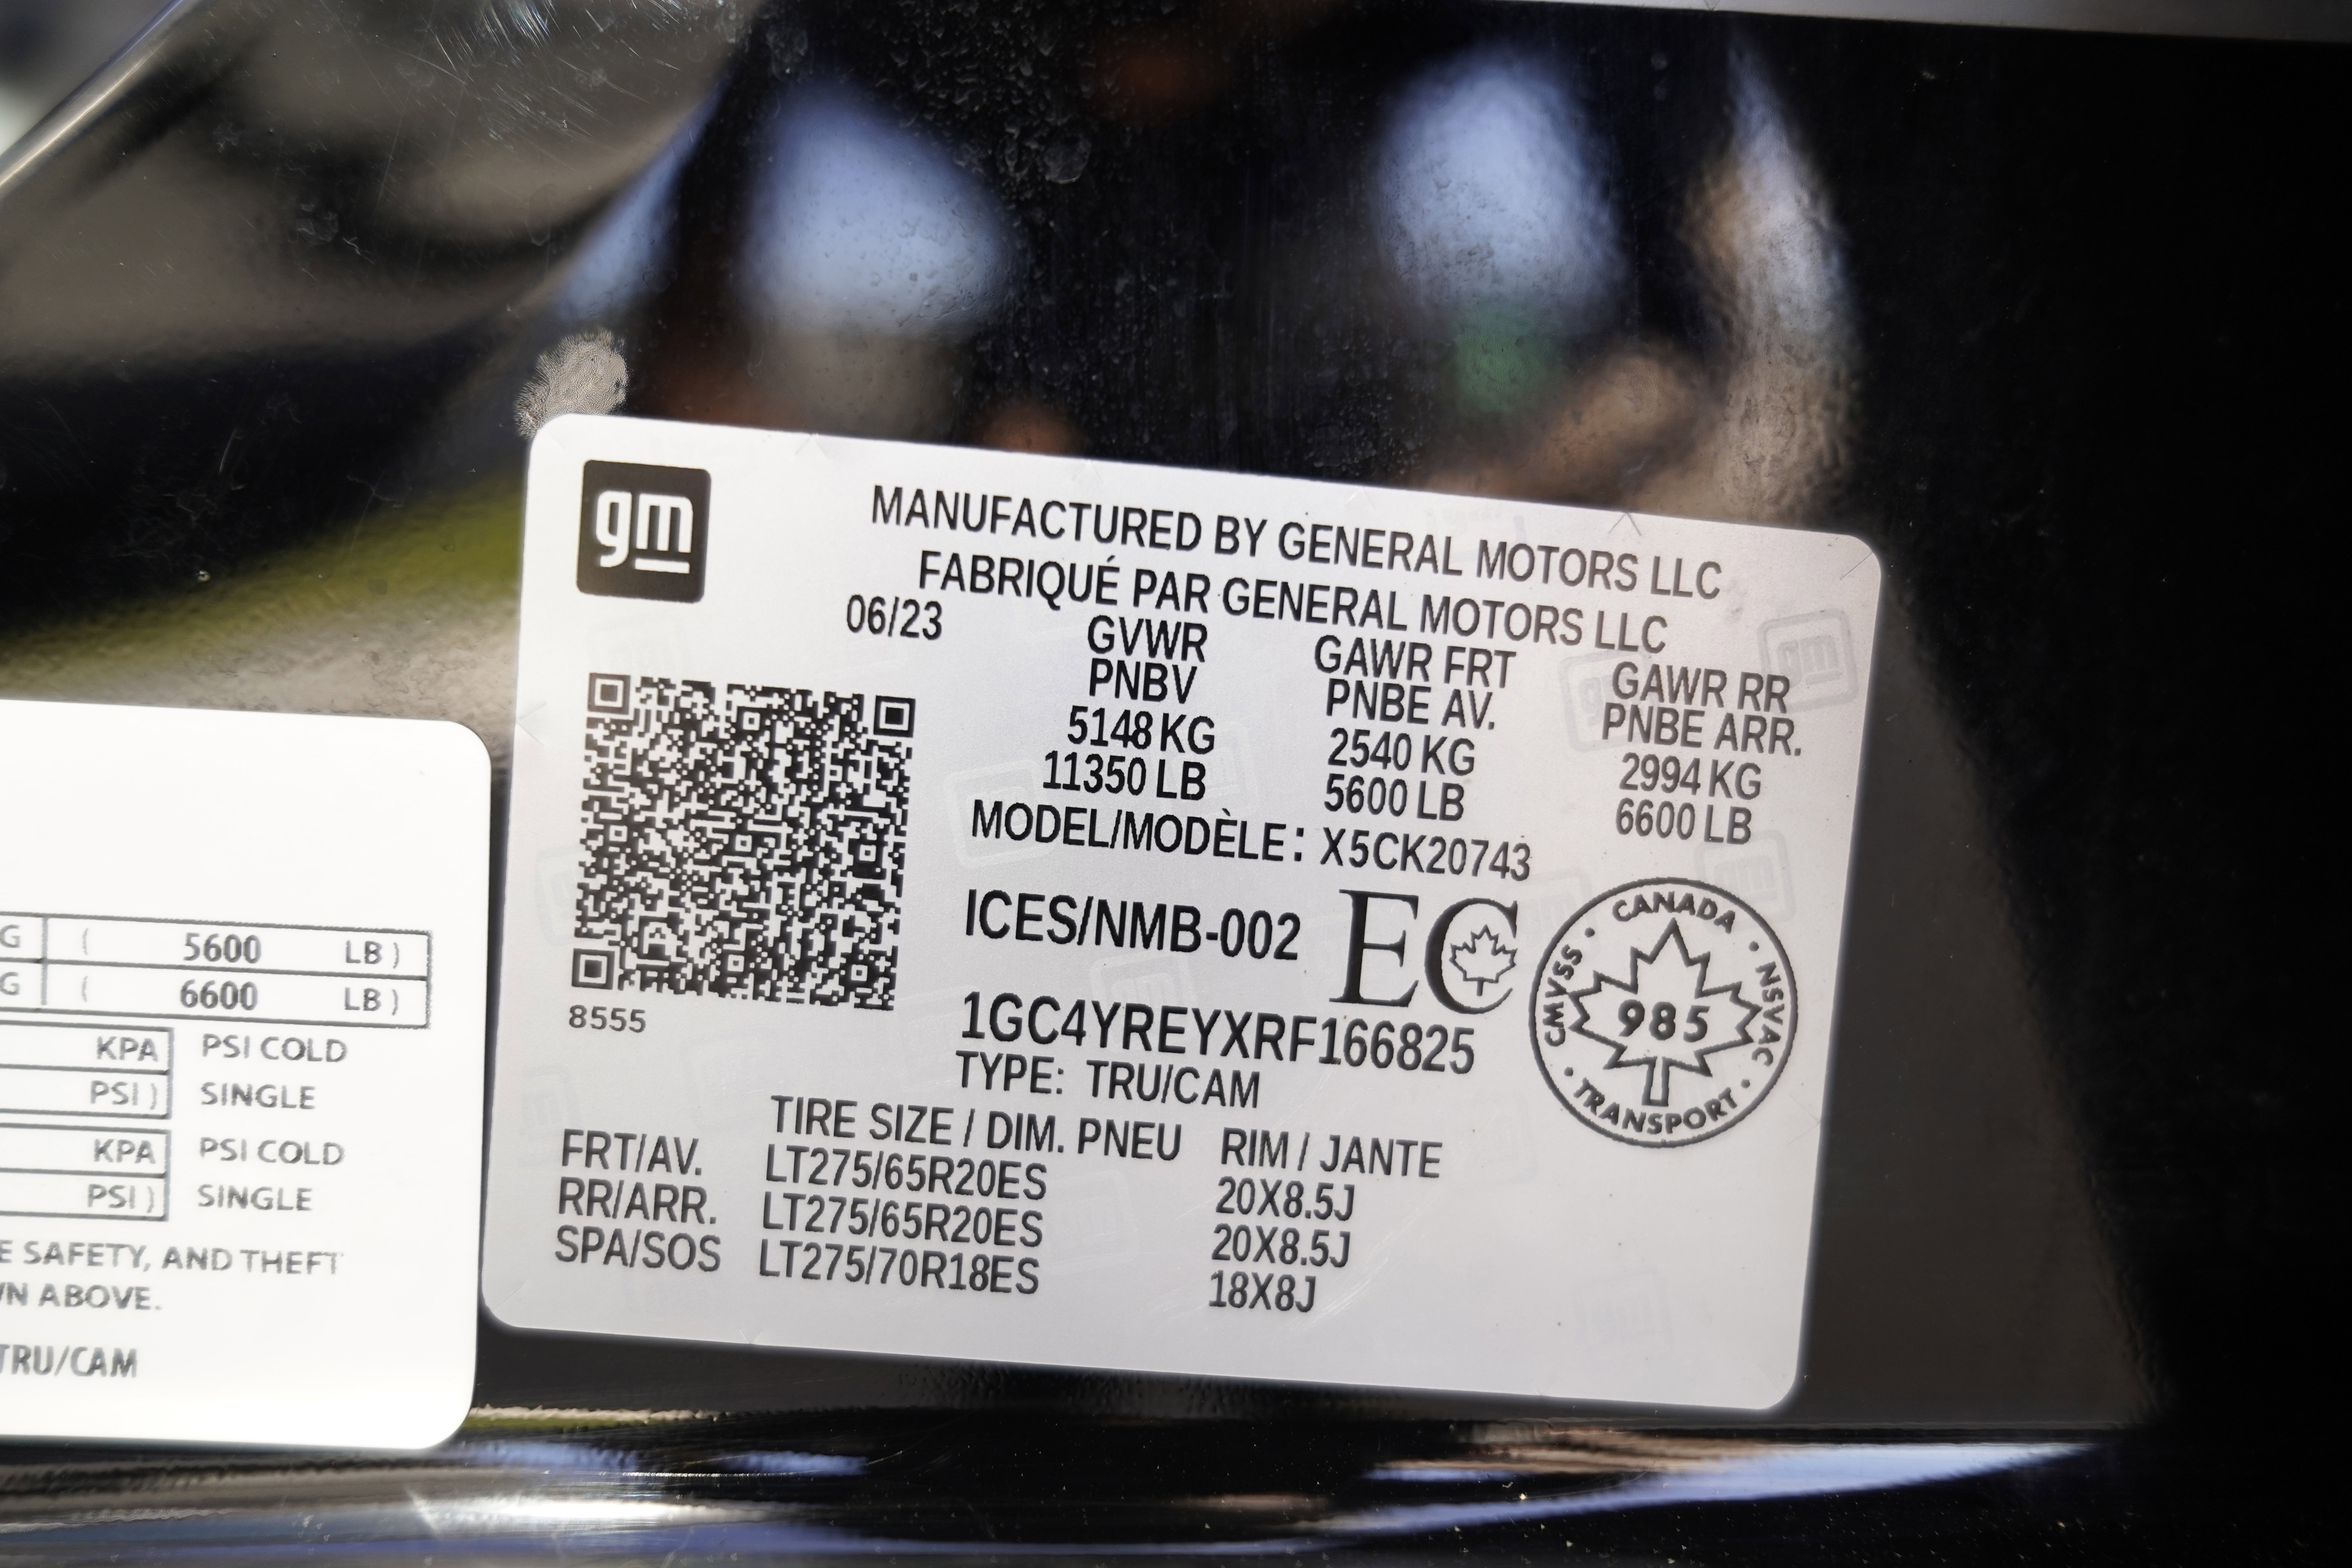 gm
MANUFACTURED BY GENERAL MOTORS LLC
FABRIQUÉ PAR GENERAL MOTORS LLC
06/23
GVWR GAWR FRT GAWR RR
PNBV PNBE AV. PNBE ARR.
5148 KG 2540 KG 2994 KG
11350 LB 5600 LB 6600 LB
MODEL/MODÈLE: X5CK20743
ICES/NMB-002 EC
CANADA • NSVAC • TRANSPORT • CMVSS •
985
8555
1GC4YREYXRF166825
TYPE: TRU/CAM
TIRE SIZE / DIM. PNEU RIM / JANTE
FRT/AV. LT275/65R20ES 20X8.5J
RR/ARR. LT275/65R20ES 20X8.5J
SPA/SOS LT275/70R18ES 18X8J
G ( 5600 LB )
G ( 6600 LB )
KPA PSI COLD
PSI ) SINGLE
KPA PSI COLD
PSI ) SINGLE
E SAFETY, AND THEFT
WN ABOVE.
TRU/CAM